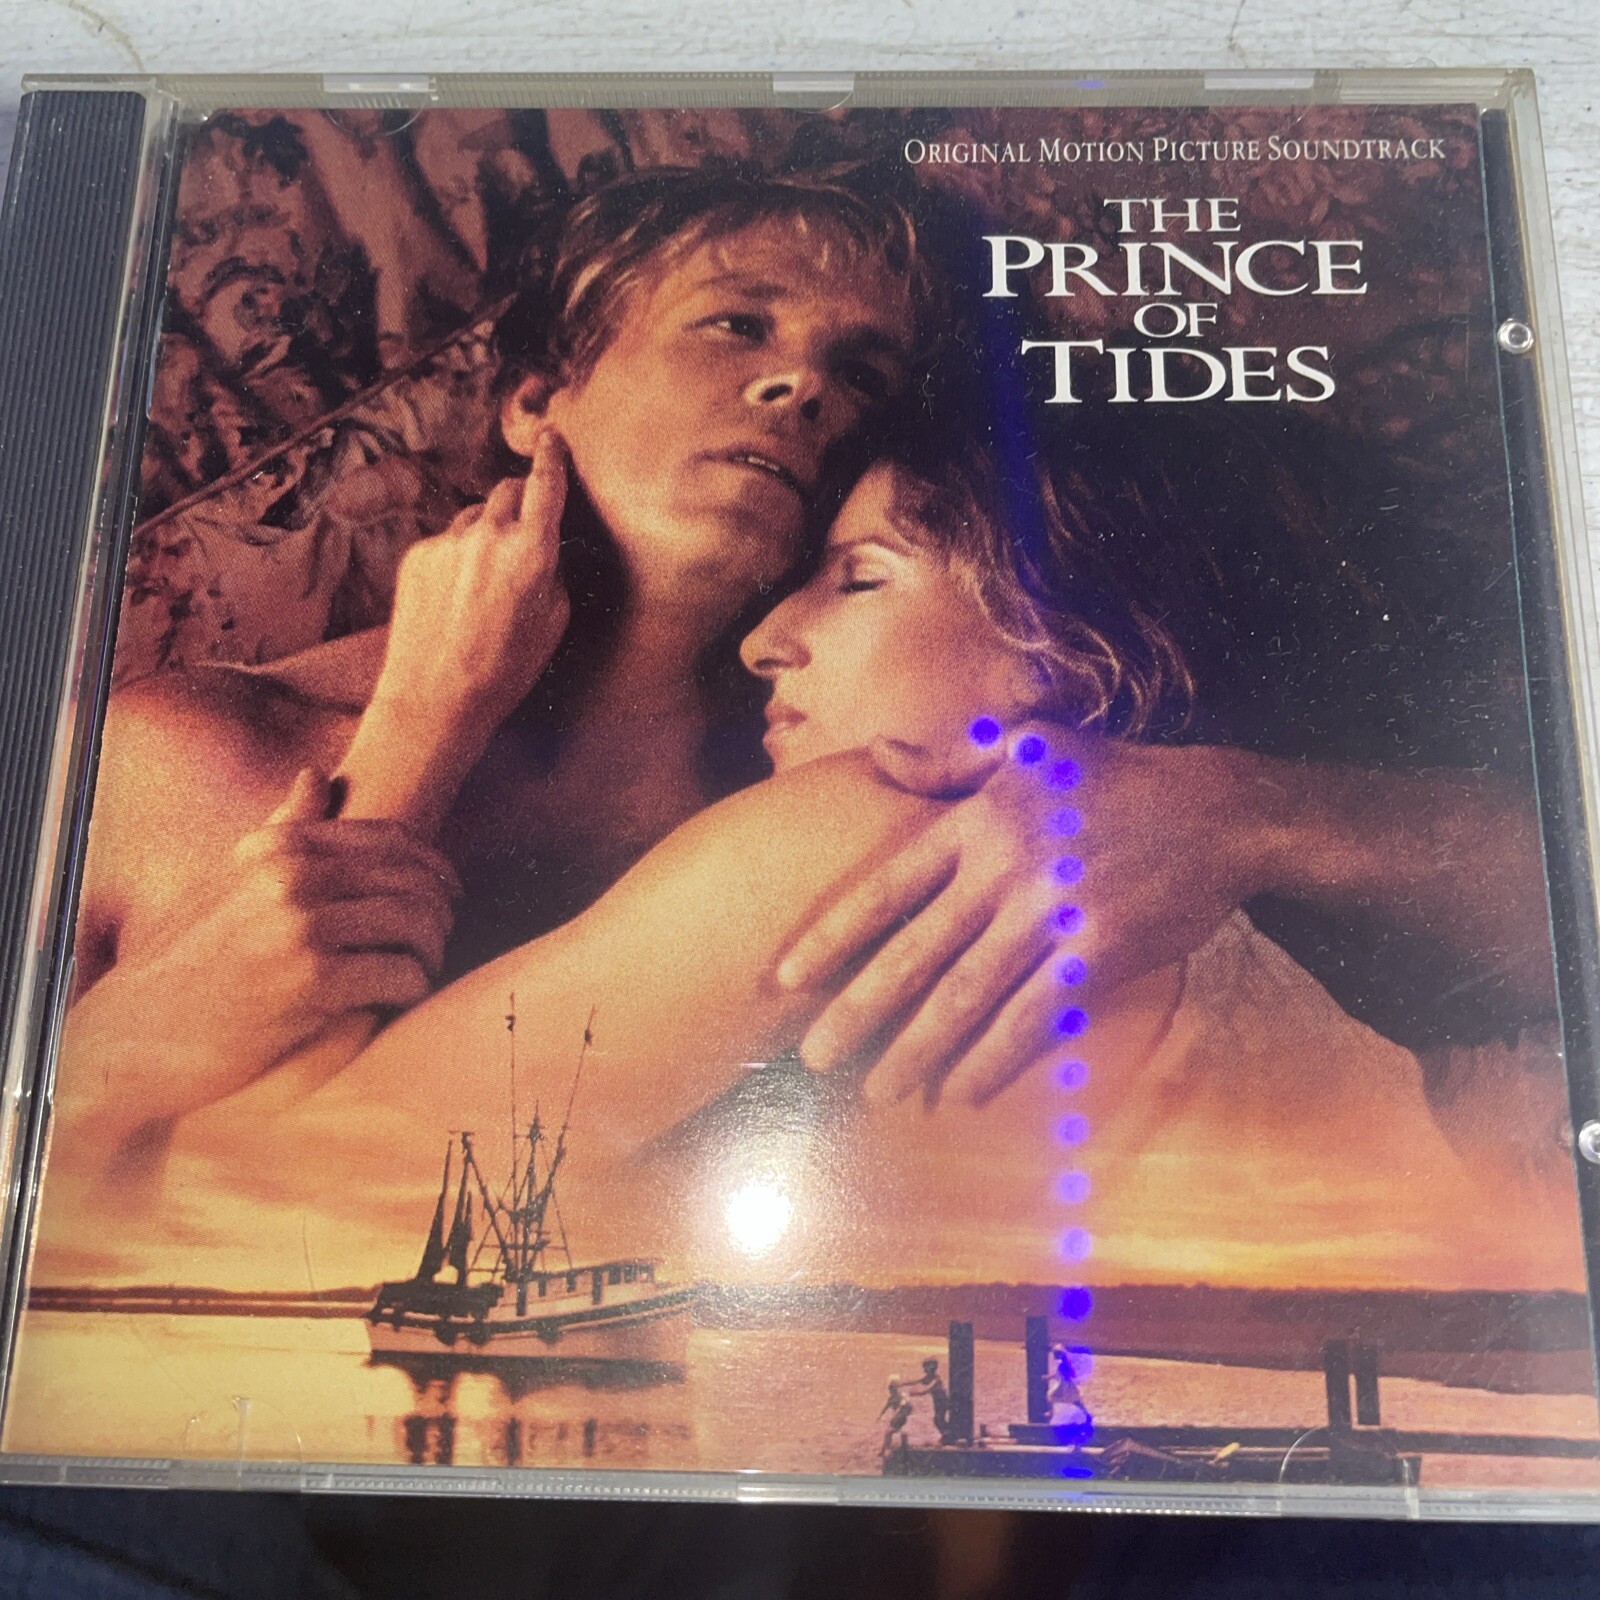 ORIGINAL MOTION PICTURE SOUNDTRACK
THE
PRINCE
OF
TIDES